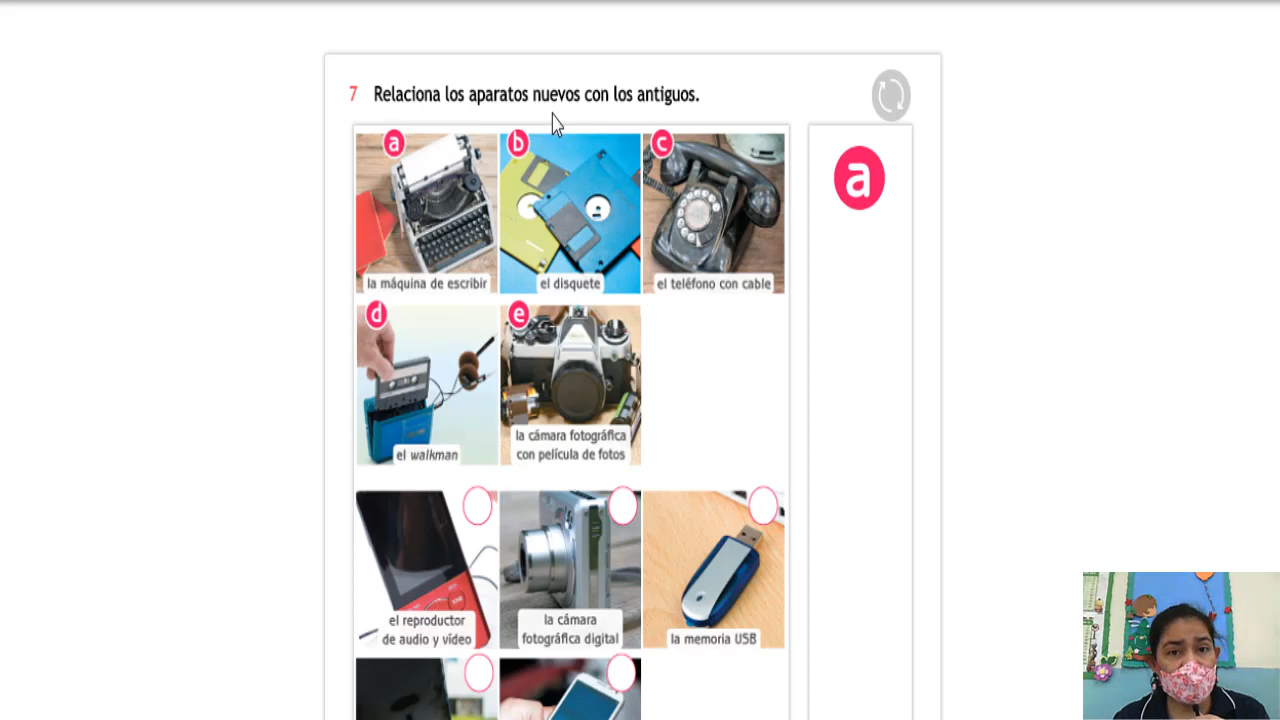 7 Relaciona los aparatos nuevos con los antiguos.
a
b
c
a
la máquina de escribir
el disquete
el teléfono con cable
d
e
el walkman
la cámara fotográfica
con película de fotos
el reproductor
de audio y vídeo
la cámara
fotográfica digital
la memoria USB